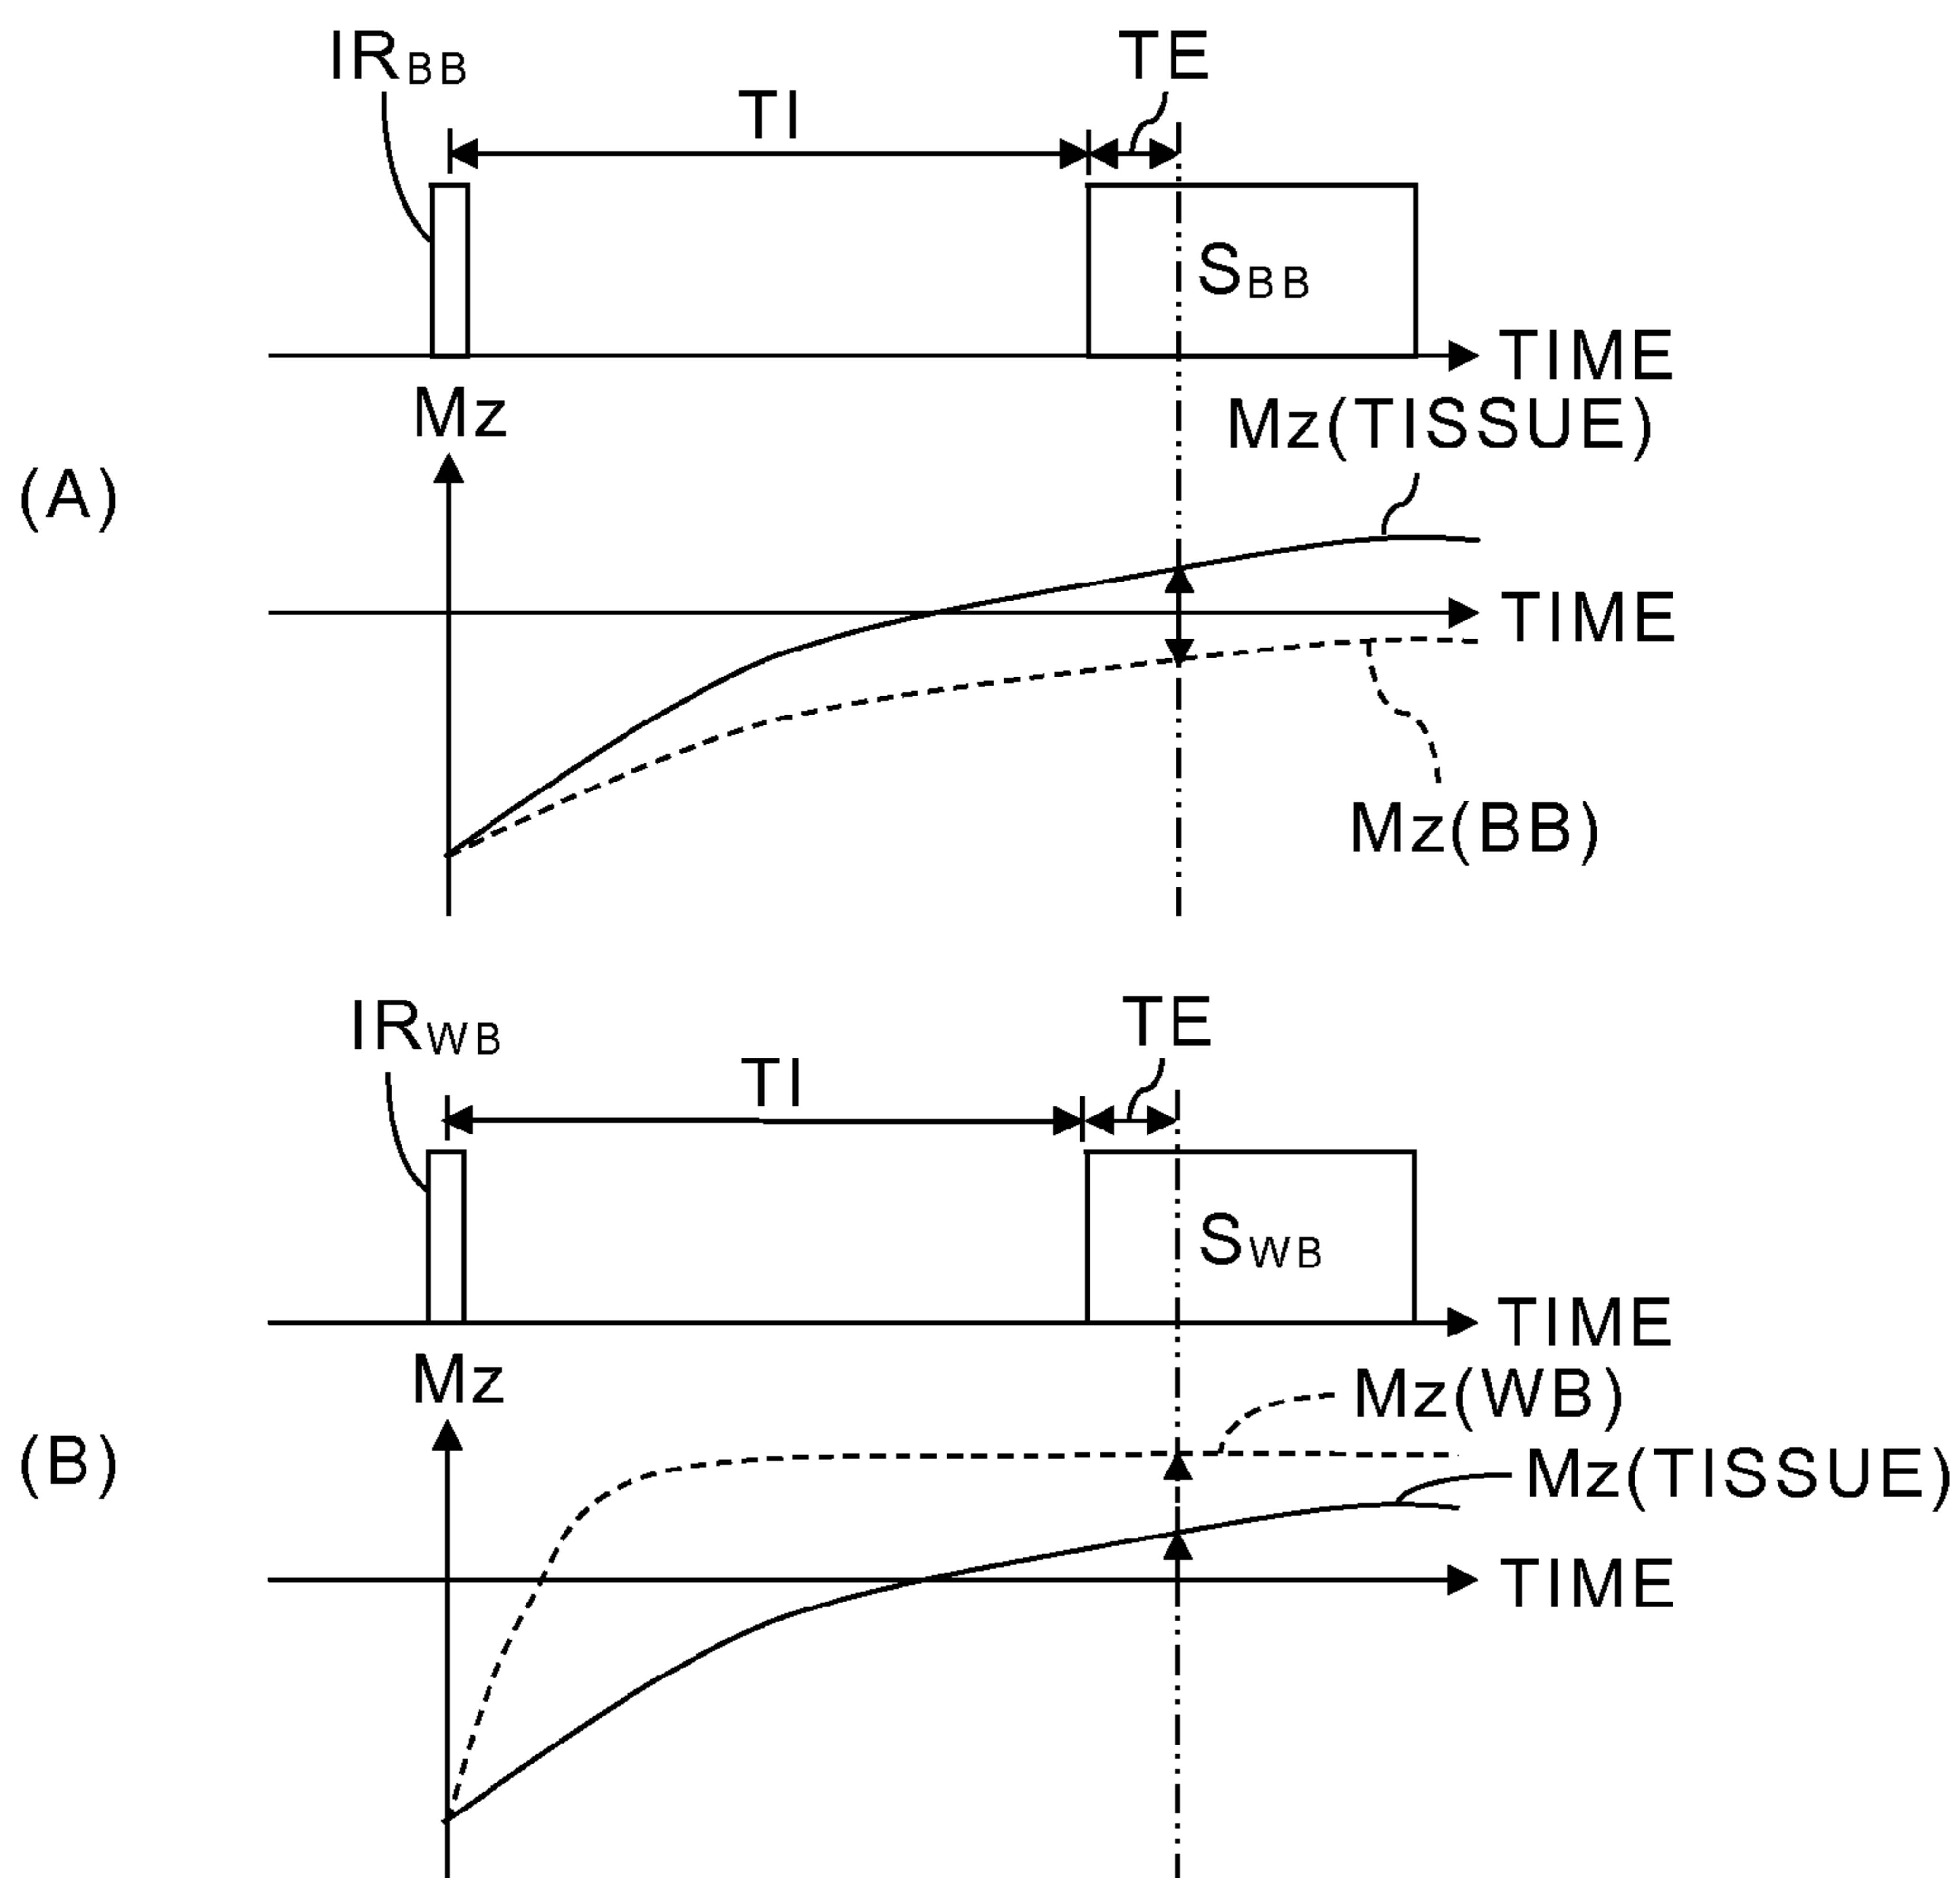 IRBB
TE
TI
SBB
TIME
Mz
Mz(TISSUE)
(A)
TIME
Mz(BB)
IRWB
TE
TI
SWB
TIME
Mz
Mz(WB)
(B)
Mz(TISSUE)
TIME